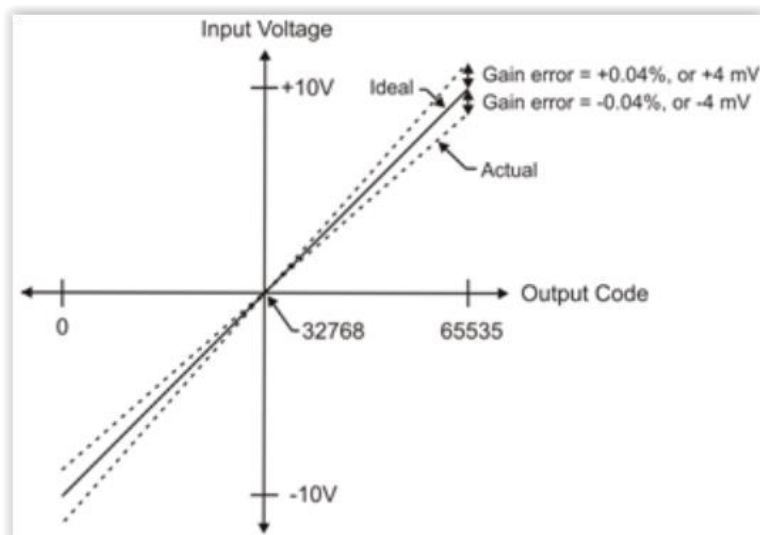 Input Voltage
+10V
Ideal
Gain error = +0.04%, or +4 mV
Gain error = -0.04%, or -4 mV
Actual
Output Code
0
32768
65535
-10V